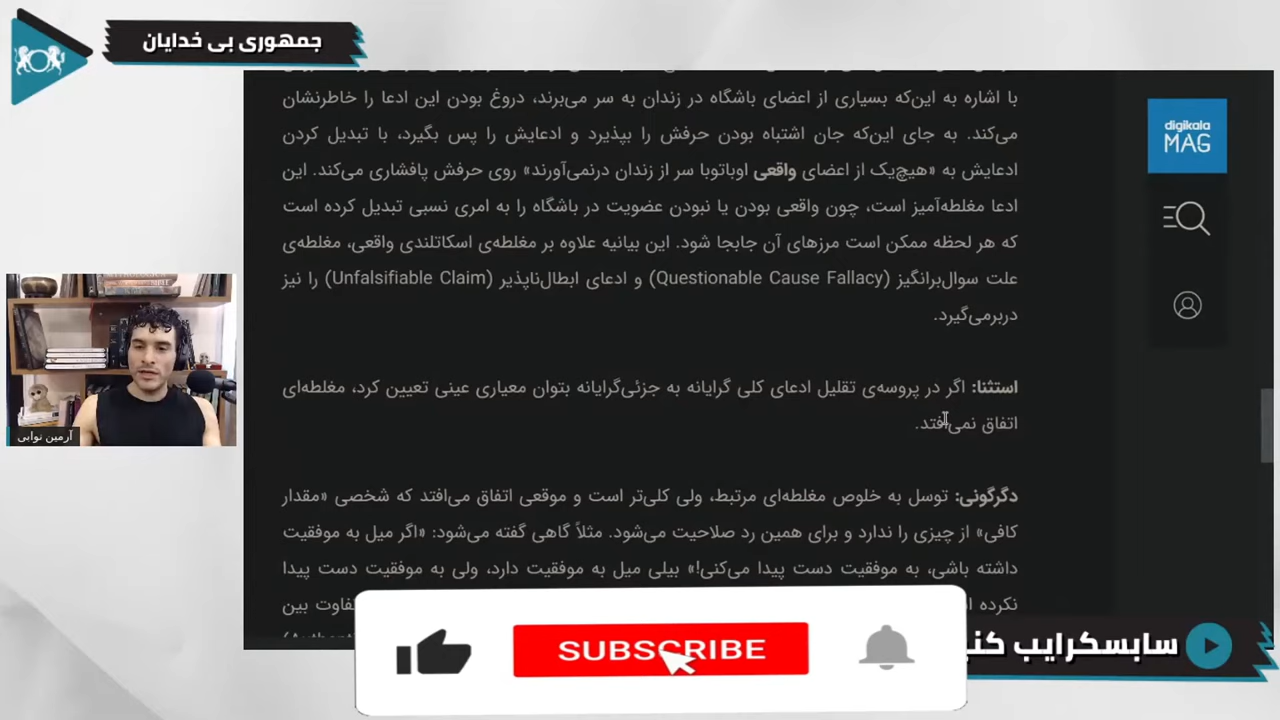 جمهوری بی خدایان
با اشاره به این‌که بسیاری از اعضای باشگاه در زندان به سر می‌برند، دروغ بودن این ادعا را خاطرنشان
می‌کند. به جای این‌که جان اشتباه بودن حرفش را بپذیرد و ادعایش را پس بگیرد، با تبدیل کردن
ادعایش به «هیچ‌یک از اعضای واقعی اوباتوبا سر از زندان درنمی‌آورند» روی حرفش پافشاری می‌کند. این
ادعا مغلطه‌آمیز است، چون واقعی بودن یا نبودن عضویت در باشگاه را به امری نسبی تبدیل کرده است
که هر لحظه ممکن است مرزهای آن جابجا شود. این بیانیه علاوه بر مغلطه‌ی اسکاتلندی واقعی، مغلطه‌ی
علت سوال‌برانگیز (Questionable Cause Fallacy) و ادعای ابطال‌ناپذیر (Unfalsifiable Claim) را نیز
دربرمی‌گیرد.
استثنا: اگر در پروسه‌ی تقلیل ادعای کلی گرایانه به جزئی‌گرایانه بتوان معیاری عینی تعیین کرد، مغلطه‌ای
اتفاق نمی‌افتد.
دگرگونی: توسل به خلوص مغلطه‌ای مرتبط، ولی کلی‌تر است و موقعی اتفاق می‌افتد که شخصی «مقدار
کافی» از چیزی را ندارد و برای همین رد صلاحیت می‌شود. مثلاً گاهی گفته می‌شود: «اگر میل به موفقیت
داشته باشی، به موفقیت دست پیدا می‌کنی!» بیلی میل به موفقیت دارد، ولی به موفقیت دست پیدا
نکرده
فاوت بین
digikala
MAG
آرمین نوابی
SUBSCRIBE
سابسکرایب کنی